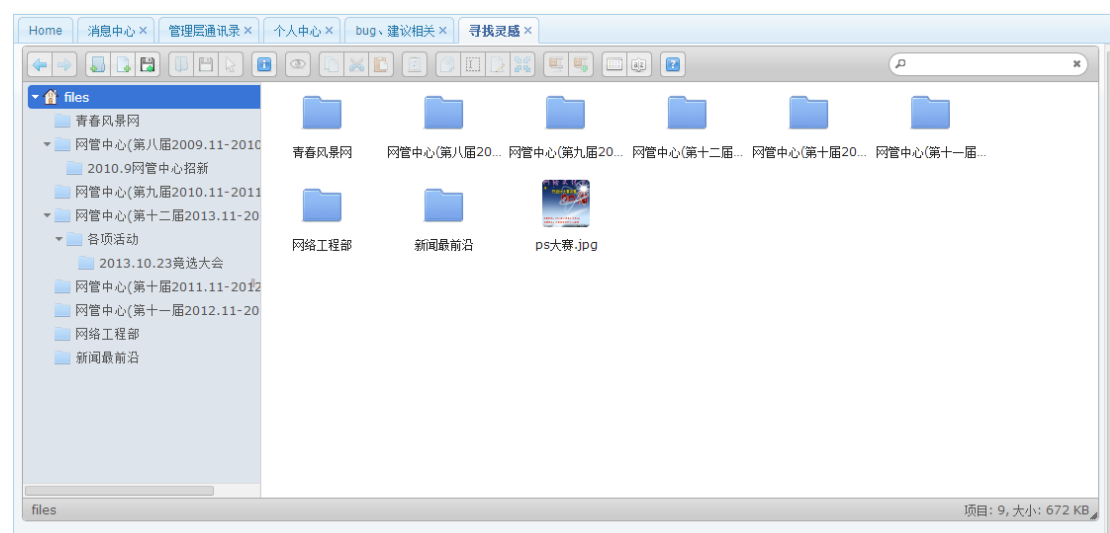 Home 消息中心 管理层通讯录 个人中心 bug、建议相关 寻找灵感
files
青春风景网
网管中心(第八届2009.11-2010
2010.9网管中心招新
网管中心(第九届2010.11-2011
网管中心(第十二届2013.11-20
各项活动
2013.10.23竞选大会
网管中心(第十届2011.11-2012
网管中心(第十一届2012.11-20
网络工程部
新闻最前沿
青春风景网 网管中心(第八届20... 网管中心(第九届20... 网管中心(第十二届... 网管中心(第十届20... 网管中心(第十一届...
网络工程部 新闻最前沿 ps大赛.jpg
files 项目: 9, 大小: 672 KB